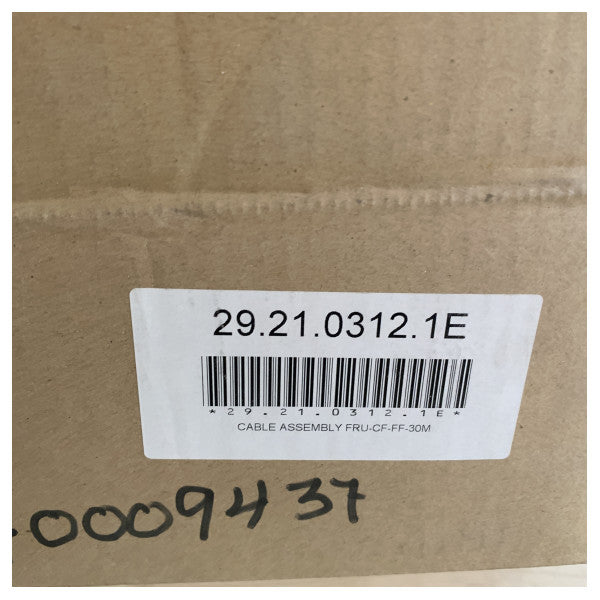 29.21.0312.1E
*29.21.0312.1E*
CABLE ASSEMBLY FRU-CF-FF-30M
.0009437